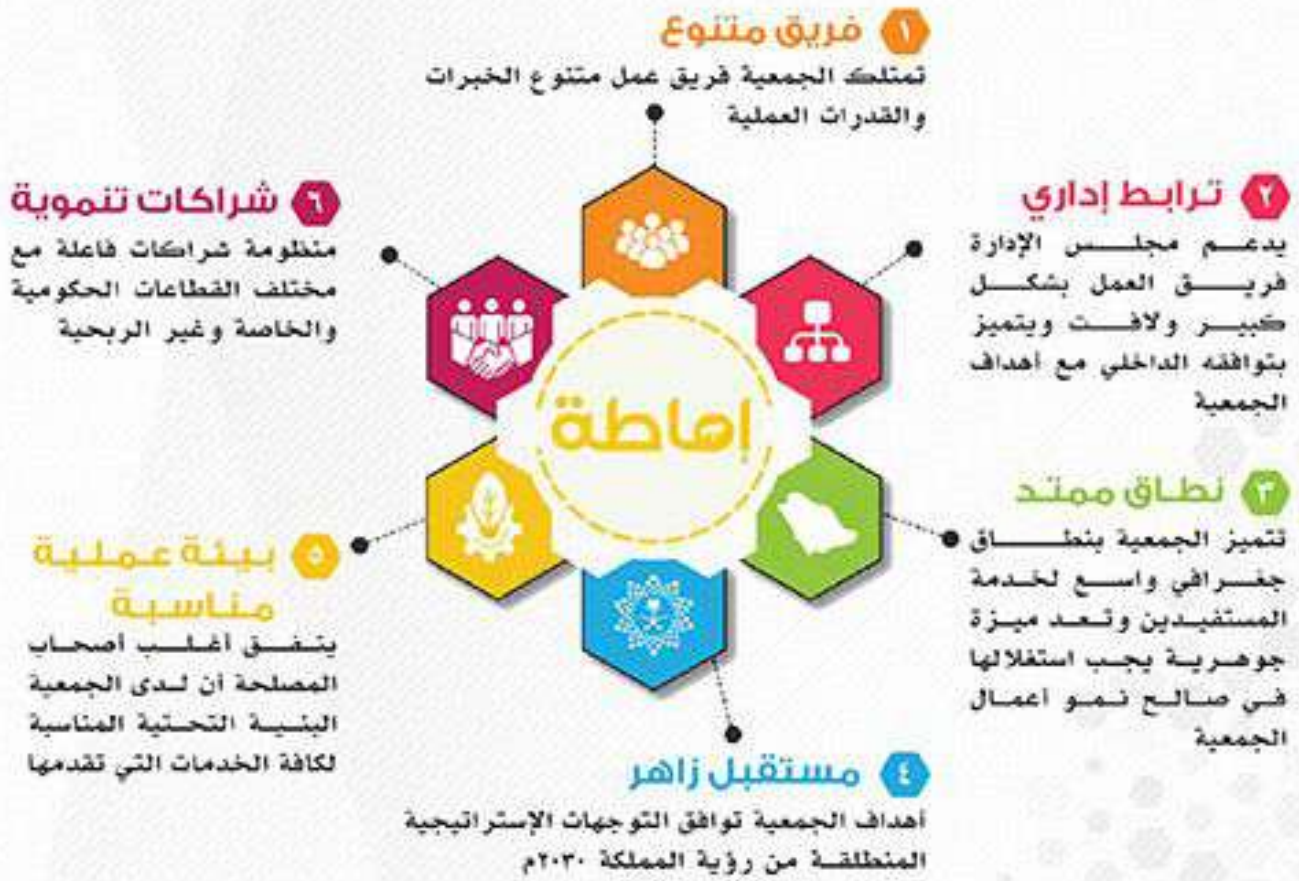 ١ فريق متنوع
تمتلك الجمعية فريق عمل متنوع الخبرات
والقدرات العملية
٢ ترابط إداري
يدعم مجلس الإدارة
فريق العمل بشكل
كبير ولافت ويتميز
بتوافقه الداخلي مع أهداف
الجمعية
٣ نطاق ممتد
تتميز الجمعية بنطاق
جغرافي واسع لخدمة
المستفيدين وتعد ميزة
جوهرية يجب استغلالها
في صالح نمو أعمال
الجمعية
٤ مستقبل زاهر
أهداف الجمعية توافق التوجهات الإستراتيجية
المنطلقة من رؤية المملكة ٢٠٣٠م
٥ بيئة عملية
مناسبة
يتفق أغلب أصحاب
المصلحة أن لدى الجمعية
البنية التحتية المناسبة
لكافة الخدمات التي تقدمها
٦ شراكات تنموية
منظومة شراكات فاعلة مع
مختلف القطاعات الحكومية
والخاصة وغير الربحية
إماطة